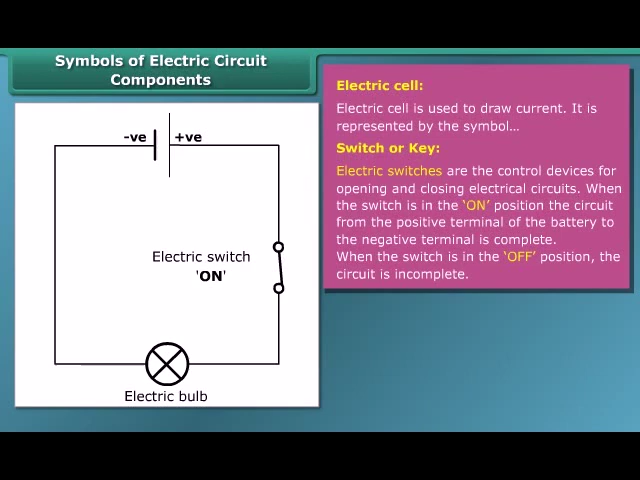 Symbols of Electric Circuit
Components
-ve
+ve
Electric switch
'ON'
Electric bulb
Electric cell:
Electric cell is used to draw current. It is
represented by the symbol...
Switch or Key:
Electric switches are the control devices for
opening and closing electrical circuits. When
the switch is in the ‘ON’ position the circuit
from the positive terminal of the battery to
the negative terminal is complete.
When the switch is in the ‘OFF’ position, the
circuit is incomplete.